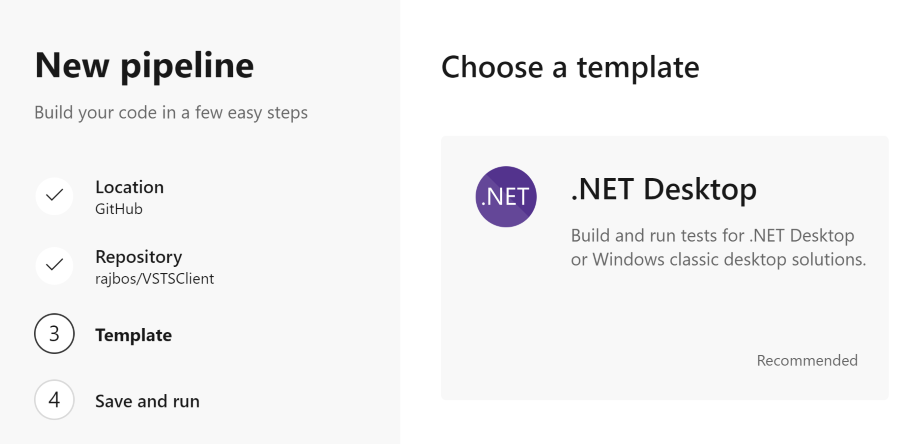 New pipeline
Build your code in a few easy steps
Location
GitHub
Repository
rajbos/VSTSClient
3
Template
4
Save and run
Choose a template
.NET
.NET Desktop
Build and run tests for .NET Desktop
or Windows classic desktop solutions.
Recommended